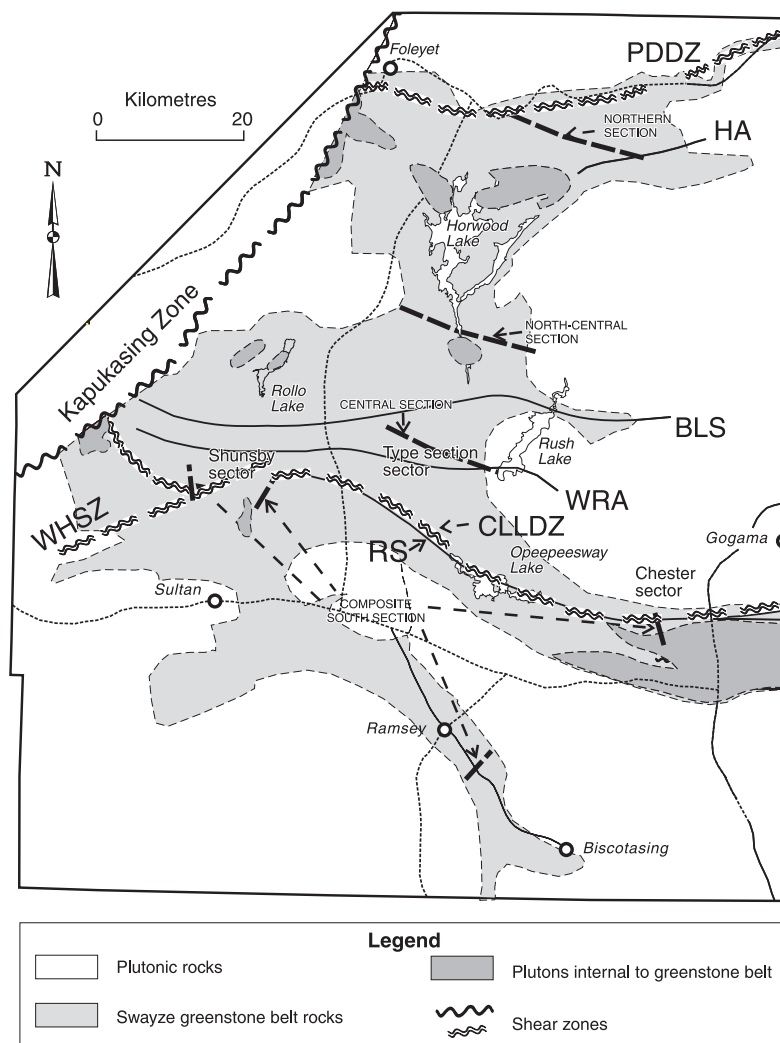 Foleyet
PDDZ
Kilometres
0 20
NORTHERN
SECTION
HA
N
Horwood
Lake
Kapukasing Zone
NORTH-CENTRAL
SECTION
Rollo
Lake
CENTRAL SECTION
BLS
Rush
Lake
Shunsby
sector
Type section
sector
WRA
WHSZ
CLLDZ
RS
Opeepeesway
Lake
Gogama
Chester
sector
Sultan
COMPOSITE
SOUTH SECTION
Ramsey
Biscotasing
Legend
Plutonic rocks
Plutons internal to greenstone belt
Swayze greenstone belt rocks
Shear zones